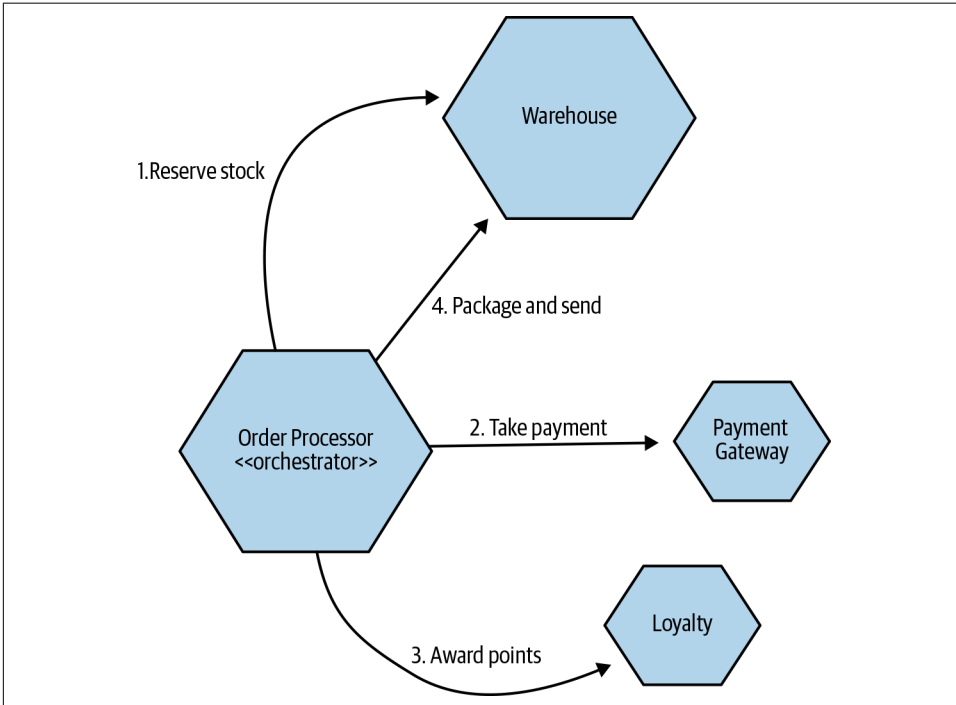 Warehouse
1.Reserve stock
4. Package and send
Order Processor
<<orchestrator>>
2. Take payment
Payment
Gateway
Loyalty
3. Award points